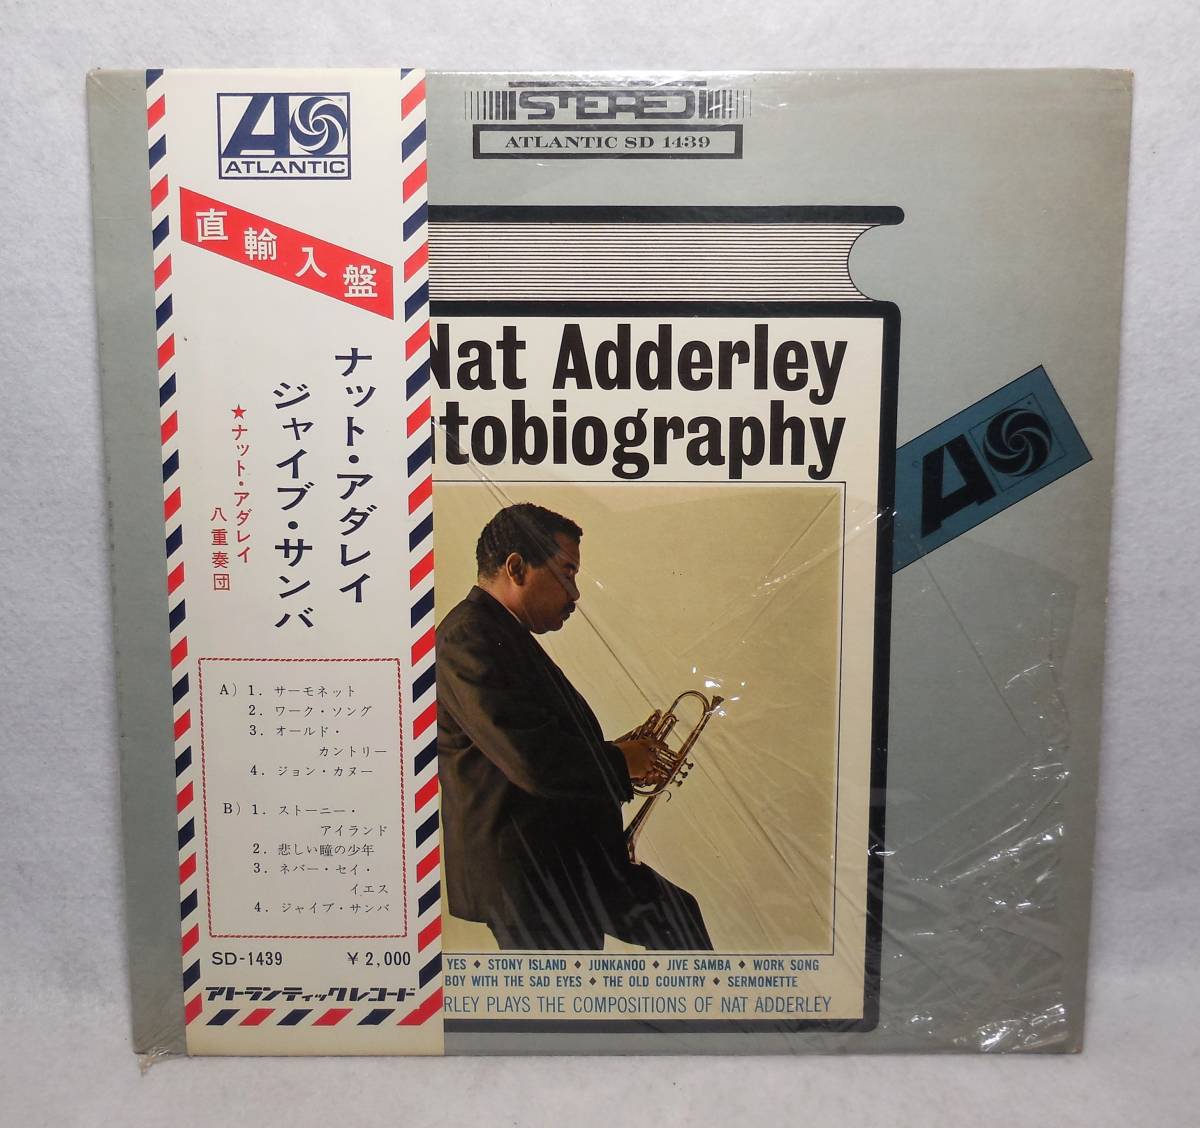 ATLANTIC
直輸入盤
ナット・アダレイ
ジャイブ・サンバ
★ナット・アダレイ
八重奏団
A) 1. サーモネット
2. ワーク・ソング
3. オールド・
カントリー
4. ジョン・カヌー
B) 1. ストーニー・
アイランド
2. 悲しい瞳の少年
3. ネバー・セイ・
イエス
4. ジャイブ・サンバ
SD-1439 ¥2,000
アトランティックレコード
STEREO
ATLANTIC SD 1439
Nat Adderley
tobiography
YES ♦ STONY ISLAND ♦ JUNKANOO ♦ JIVE SAMBA ♦ WORK SONG
BOY WITH THE SAD EYES ♦ THE OLD COUNTRY ♦ SERMONETTE
RLEY PLAYS THE COMPOSITIONS OF NAT ADDERLEY